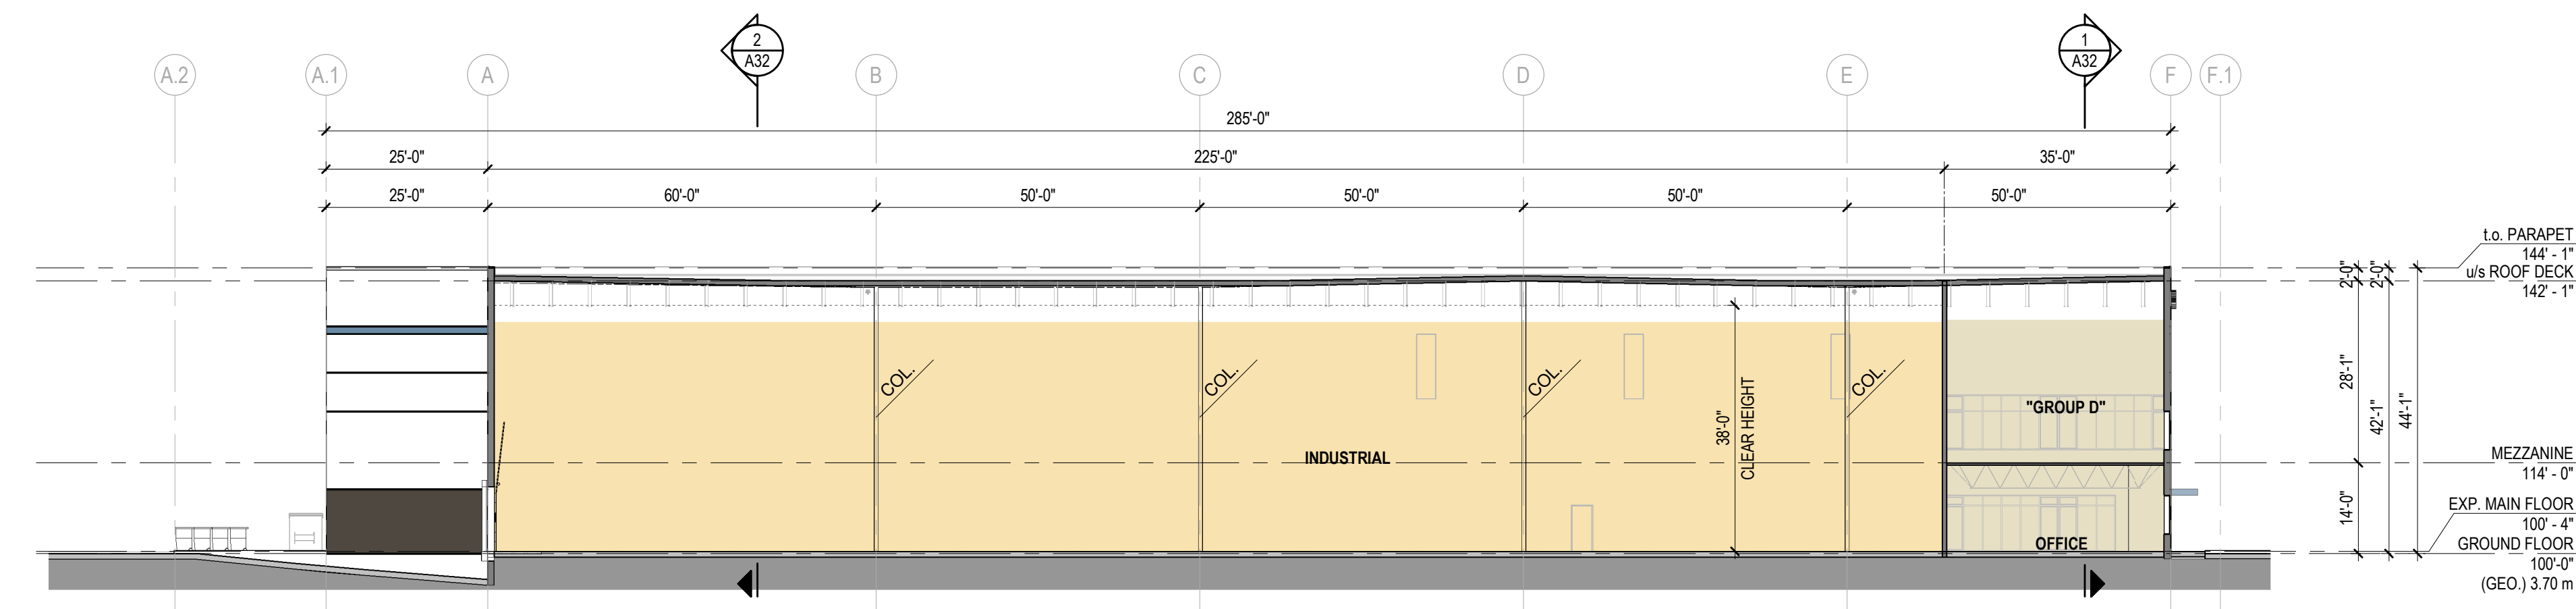 2
A32
1
A32
A.2
A.1
A
B
C
D
E
F
F.1
285'-0"
25'-0"
225'-0"
35'-0"
25'-0"
60'-0"
50'-0"
50'-0"
50'-0"
50'-0"
t.o. PARAPET
144' - 1"
u/s ROOF DECK
142' - 1"
2'-0"
2'-0"
28'-1"
42'-1"
44'-1"
14'-0"
COL.
COL.
COL.
COL.
38'-0"
CLEAR HEIGHT
"GROUP D"
INDUSTRIAL
MEZZANINE
114' - 0"
EXP. MAIN FLOOR
100' - 4"
OFFICE
GROUND FLOOR
100'-0"
(GEO.) 3.70 m